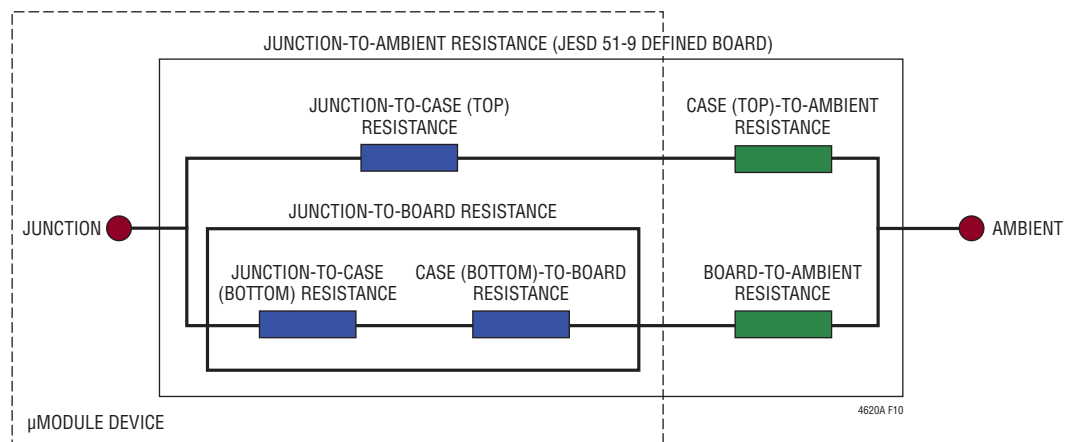 JUNCTION-TO-AMBIENT RESISTANCE (JESD 51-9 DEFINED BOARD)
JUNCTION-TO-CASE (TOP)
RESISTANCE
CASE (TOP)-TO-AMBIENT
RESISTANCE
JUNCTION-TO-BOARD RESISTANCE
JUNCTION
AMBIENT
JUNCTION-TO-CASE
(BOTTOM) RESISTANCE
CASE (BOTTOM)-TO-BOARD
RESISTANCE
BOARD-TO-AMBIENT
RESISTANCE
4620A F10
µMODULE DEVICE